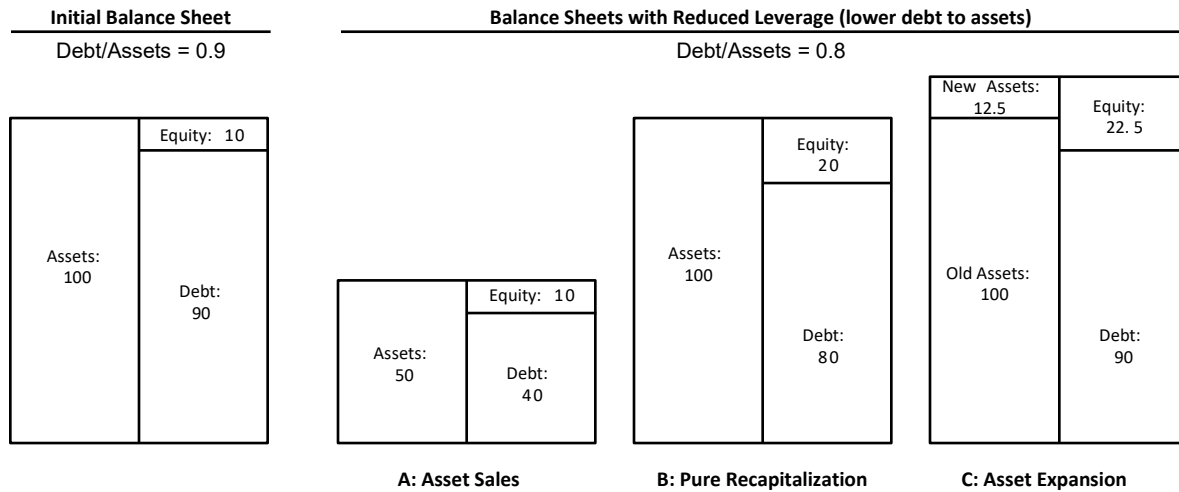 Initial Balance Sheet
Debt/Assets = 0.9
Assets:
100
Equity: 10
Debt:
90
Balance Sheets with Reduced Leverage (lower debt to assets)
Debt/Assets = 0.8
Assets:
50
Equity: 10
Debt:
40
A: Asset Sales
Assets:
100
Equity:
20
Debt:
80
B: Pure Recapitalization
New Assets:
12.5
Old Assets:
100
Equity:
22. 5
Debt:
90
C: Asset Expansion